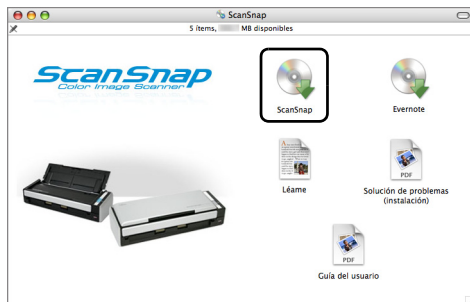 ScanSnap
5 ítems, MB disponibles
ScanSnap
Color Image Scanner
ScanSnap
Evernote
Léame
PDF
Solución de problemas
(instalación)
PDF
Guía del usuario